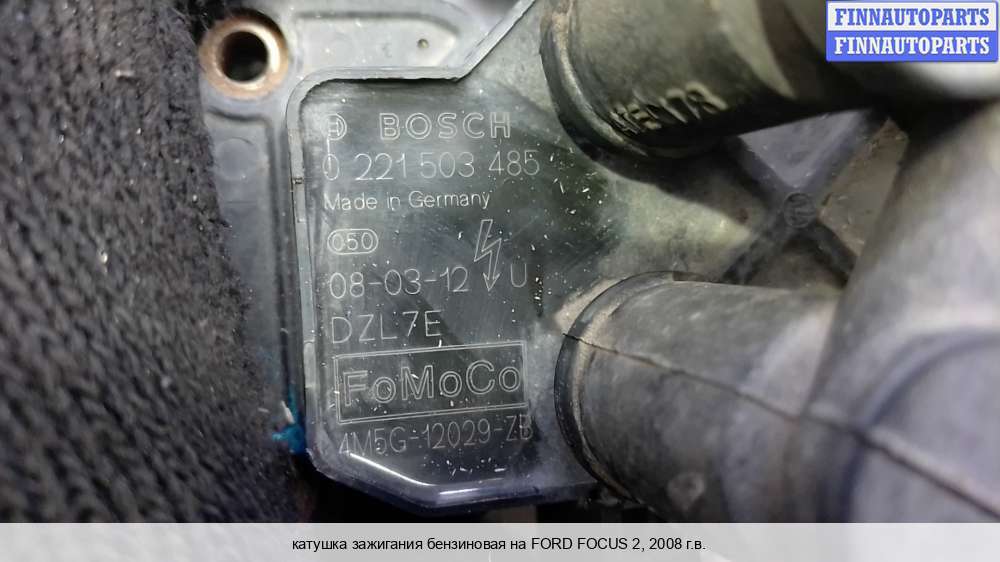 FINNAUTOPARTS
FINNAUTOPARTS
BOSCH
0 221 503 485
Made in Germany
050
08-03-12 U
DZL7E
FoMoCo
4M5G-12029-ZB
катушка зажигания бензиновая на FORD FOCUS 2, 2008 г.в.